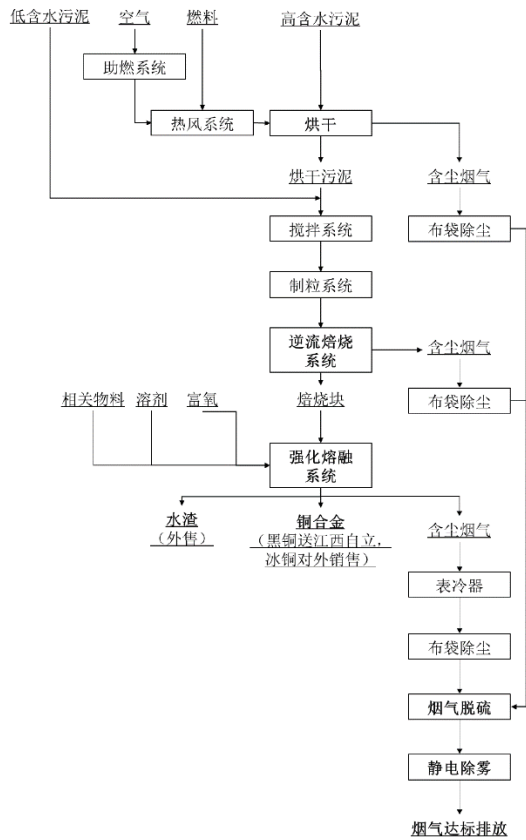 低含水污泥
空气
燃料
高含水污泥
助燃系统
热风系统
烘干
烘干污泥
含尘烟气
搅拌系统
布袋除尘
制粒系统
逆流焙烧
系统
含尘烟气
相关物料
溶剂
富氧
焙烧块
布袋除尘
强化熔融
系统
水渣
（外售）
铜合金
（黑铜送江西自立，
冰铜对外销售）
含尘烟气
表冷器
布袋除尘
烟气脱硫
静电除雾
烟气达标排放